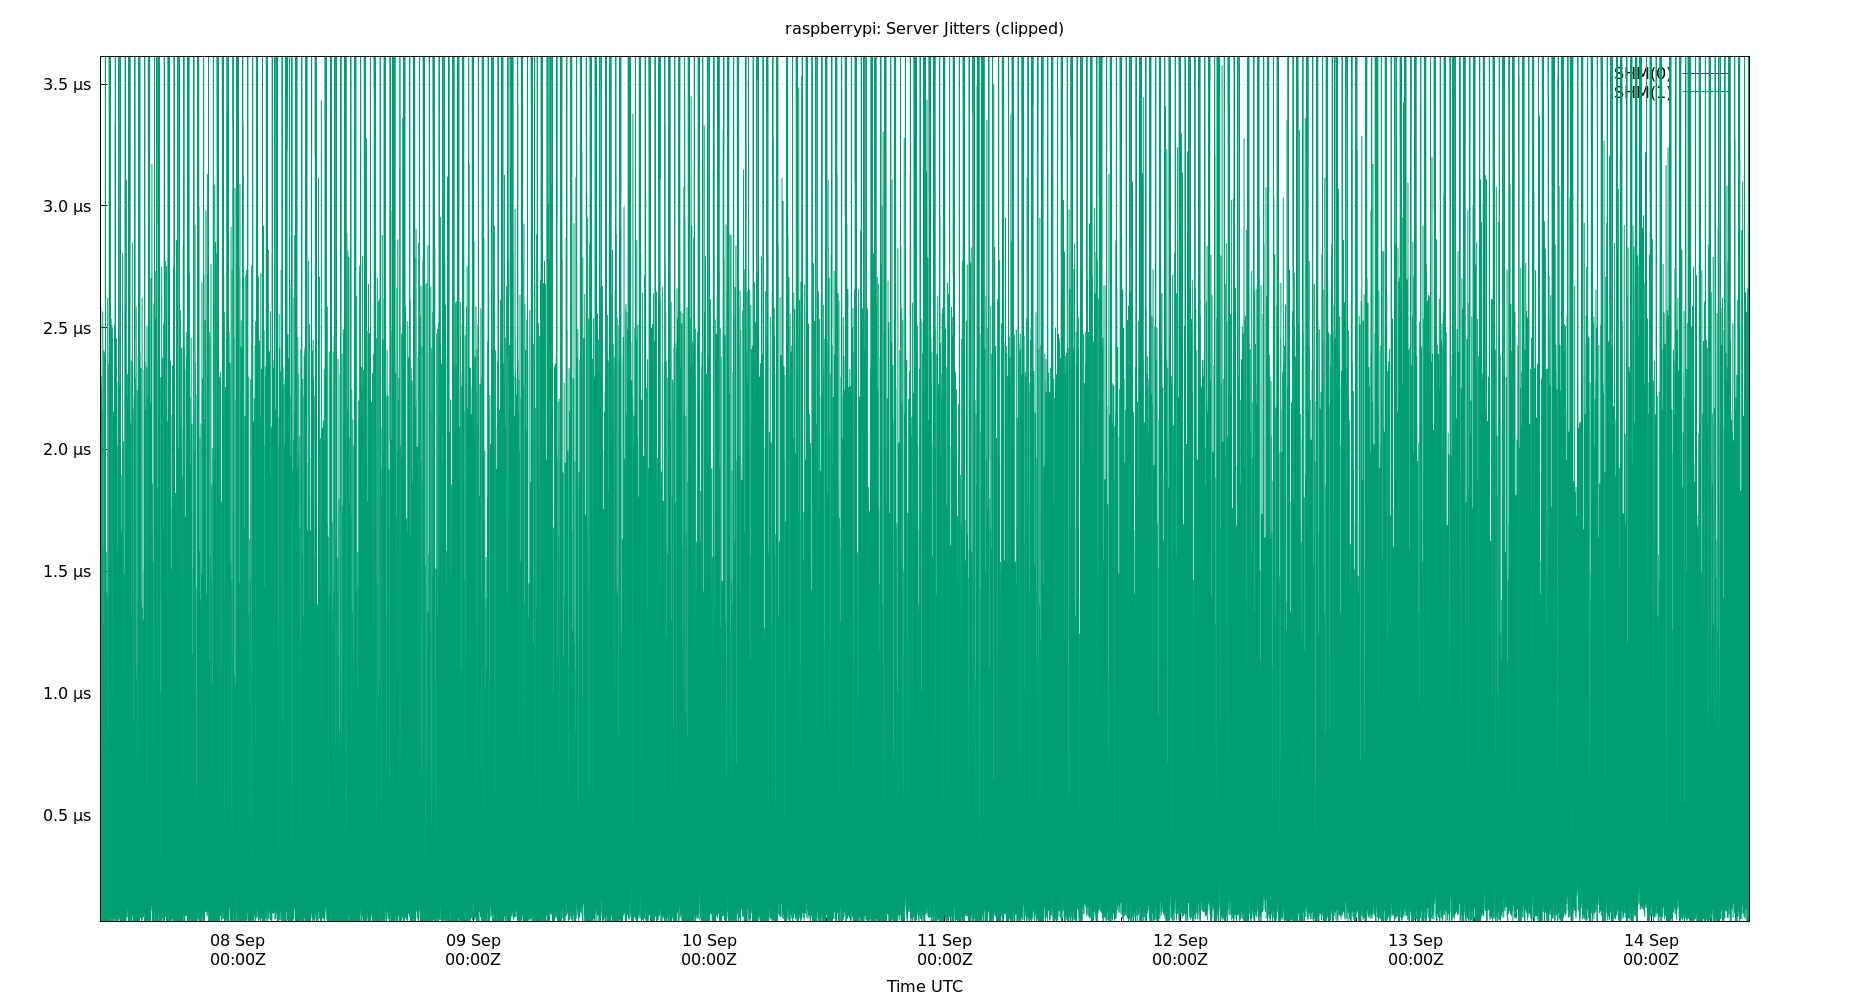 raspberrypi: Server Jitters (clipped)
SHM(0)
SHM(1)
3.5 µs
3.0 µs
2.5 µs
2.0 µs
1.5 µs
1.0 µs
0.5 µs
08 Sep 09 Sep 10 Sep 11 Sep 12 Sep 13 Sep 14 Sep
00:00Z 00:00Z 00:00Z 00:00Z 00:00Z 00:00Z 00:00Z
Time UTC